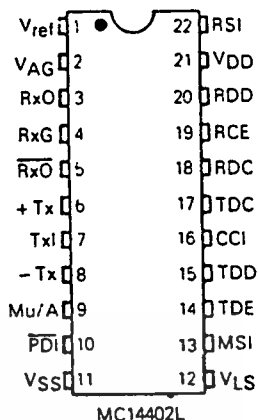 Vref 1 22 RSI
VAG 2 21 VDD
RxO 3 20 RDD
RxG 4 19 RCE
R̅x̅O̅ 5 18 RDC
+Tx 6 17 TDC
TxI 7 16 CCI
-Tx 8 15 TDD
Mu/A 9 14 TDE
P̅D̅I̅ 10 13 MSI
VSS 11 12 VLS
MC14402L